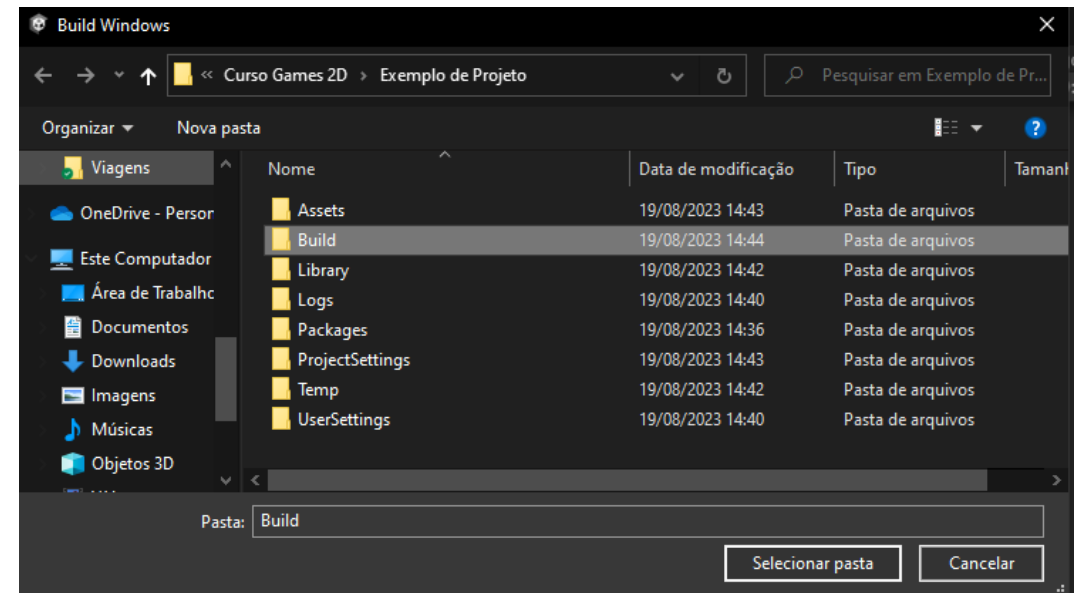 Build Windows
« Curso Games 2D › Exemplo de Projeto
Pesquisar em Exemplo de Pr...
Organizar Nova pasta
Viagens
OneDrive - Person
Este Computador
Área de Trabalho
Documentos
Downloads
Imagens
Músicas
Objetos 3D
Nome Data de modificação Tipo Tamanh
Assets 19/08/2023 14:43 Pasta de arquivos
Build 19/08/2023 14:44 Pasta de arquivos
Library 19/08/2023 14:42 Pasta de arquivos
Logs 19/08/2023 14:40 Pasta de arquivos
Packages 19/08/2023 14:36 Pasta de arquivos
ProjectSettings 19/08/2023 14:43 Pasta de arquivos
Temp 19/08/2023 14:42 Pasta de arquivos
UserSettings 19/08/2023 14:40 Pasta de arquivos
Pasta: Build
Selecionar pasta Cancelar